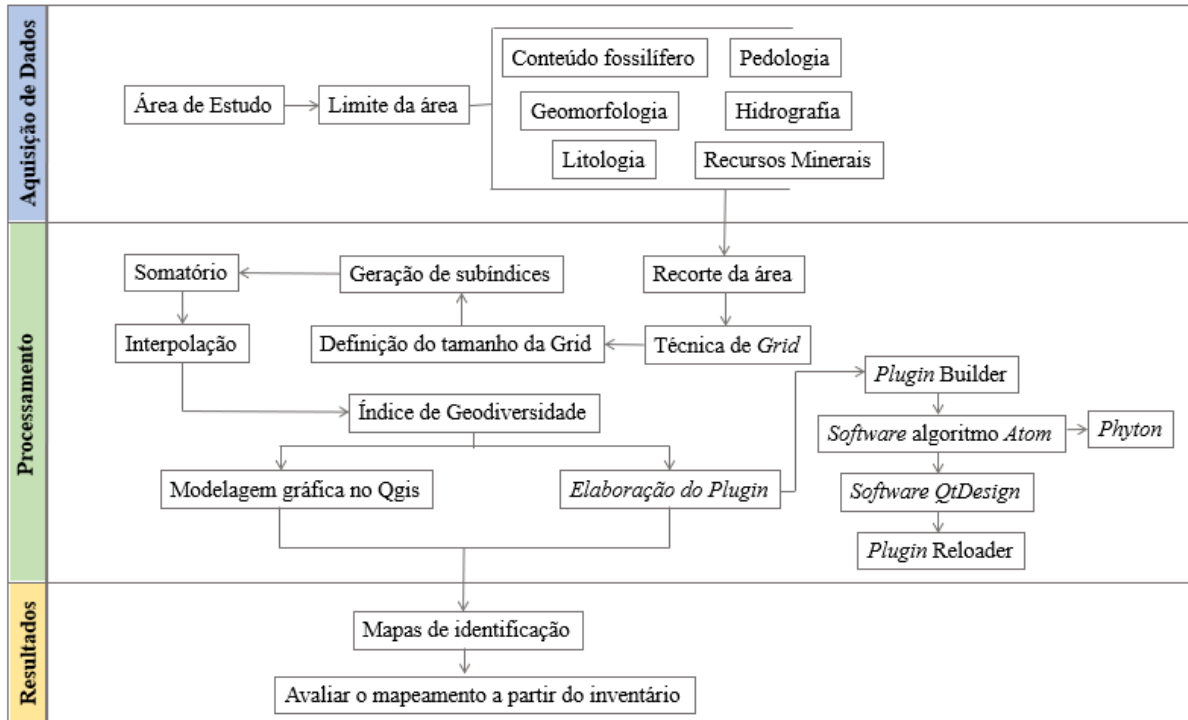 Aquisição de Dados
Área de Estudo
Limite da área
Conteúdo fossilífero
Pedologia
Geomorfologia
Hidrografía
Litologia
Recursos Minerais
Processamento
Somatório
Geração de subíndices
Recorte da área
Interpolação
Definição do tamanho da Grid
Técnica de Grid
Plugin Builder
Índice de Geodiversidade
Software algoritmo Atom
Phyton
Modelagem gráfica no Qgis
Elaboração do Plugin
Software QtDesign
Plugin Reloader
Resultados
Mapas de identificação
Avaliar o mapeamento a partir do inventário